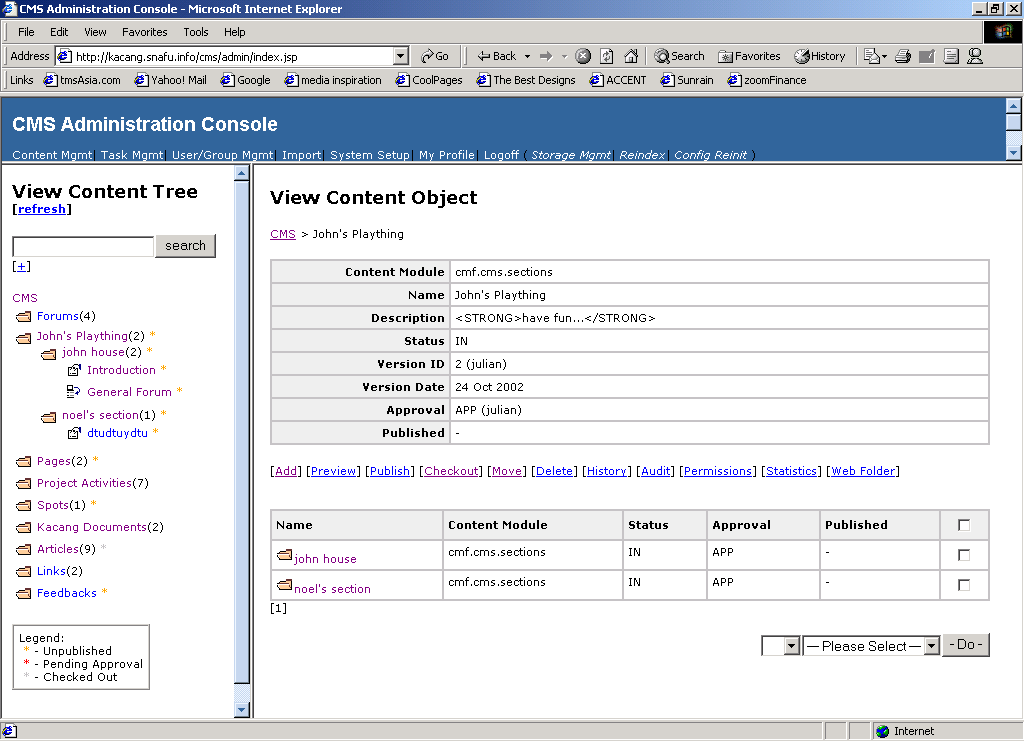 CMS Administration Console - Microsoft Internet Explorer
File Edit View Favorites Tools Help
Address http://kacang.snafu.info/cms/admin/index.jsp Go Back Search Favorites History
Links tmsAsia.com Yahoo! Mail Google media inspiration CoolPages The Best Designs ACCENT Sunrain zoomFinance
CMS Administration Console
Content Mgmt| Task Mgmt| User/Group Mgmt| Import| System Setup| My Profile| Logoff ( Storage Mgmt| Reindex| Config Reinit )
View Content Tree
[refresh]
search
[+]
CMS
Forums(4)
John's Plaything(2) *
john house(2) *
Introduction *
General Forum *
noel's section(1) *
dtudtuydtu *
Pages(2) *
Project Activities(7)
Spots(1) *
Kacang Documents(2)
Articles(9) *
Links(2)
Feedbacks *
Legend:
* - Unpublished
* - Pending Approval
* - Checked Out
View Content Object
CMS > John's Plaything
Content Module cmf.cms.sections
Name John's Plaything
Description <STRONG>have fun...</STRONG>
Status IN
Version ID 2 (julian)
Version Date 24 Oct 2002
Approval APP (julian)
Published -
[Add] [Preview] [Publish] [Checkout] [Move] [Delete] [History] [Audit] [Permissions] [Statistics] [Web Folder]
Name Content Module Status Approval Published
john house cmf.cms.sections IN APP -
noel's section cmf.cms.sections IN APP -
[1]
— Please Select — - Do -
Internet